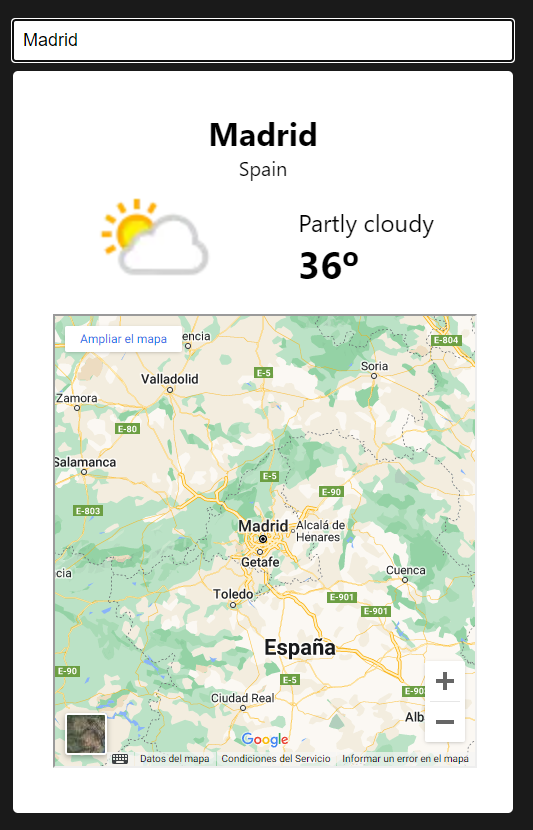 Madrid
Madrid
Spain
Partly cloudy
36º
Ampliar el mapa
encia
E-804
Soria
E-5
Valladolid
Zamora
E-80
Salamanca
E-5
E-90
E-803
Madrid
Alcalá de
Henares
Getafe
cia
Cuenca
Toledo
E-901
E-901
España
E-90
E-5
Ciudad Real
E-90
Alb
Google
Datos del mapa
Condiciones del Servicio
Informar un error en el mapa